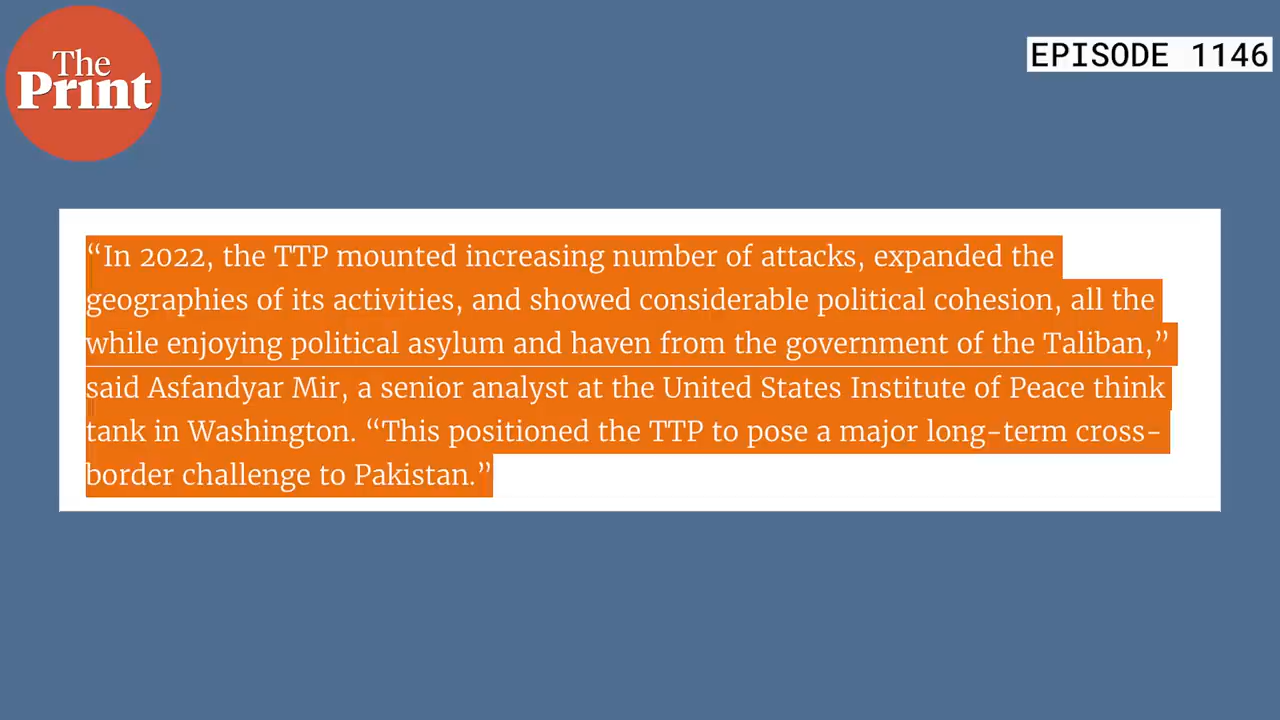 The
Print
EPISODE 1146
“In 2022, the TTP mounted increasing number of attacks, expanded the
geographies of its activities, and showed considerable political cohesion, all the
while enjoying political asylum and haven from the government of the Taliban,”
said Asfandyar Mir, a senior analyst at the United States Institute of Peace think
tank in Washington. “This positioned the TTP to pose a major long-term cross-
border challenge to Pakistan.”